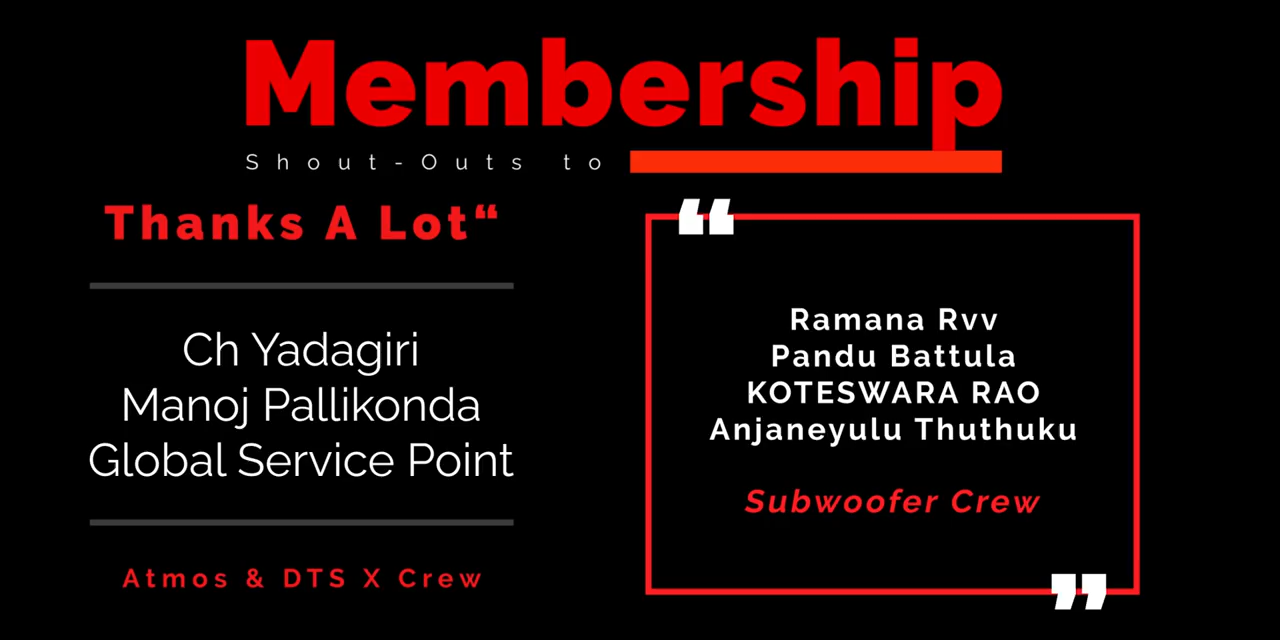 Membership
Shout-Outs to
Thanks A Lot“
Ch Yadagiri
Manoj Pallikonda
Global Service Point
Atmos & DTS X Crew
“
Ramana Rvv
Pandu Battula
KOTESWARA RAO
Anjaneyulu Thuthuku
Subwoofer Crew
”